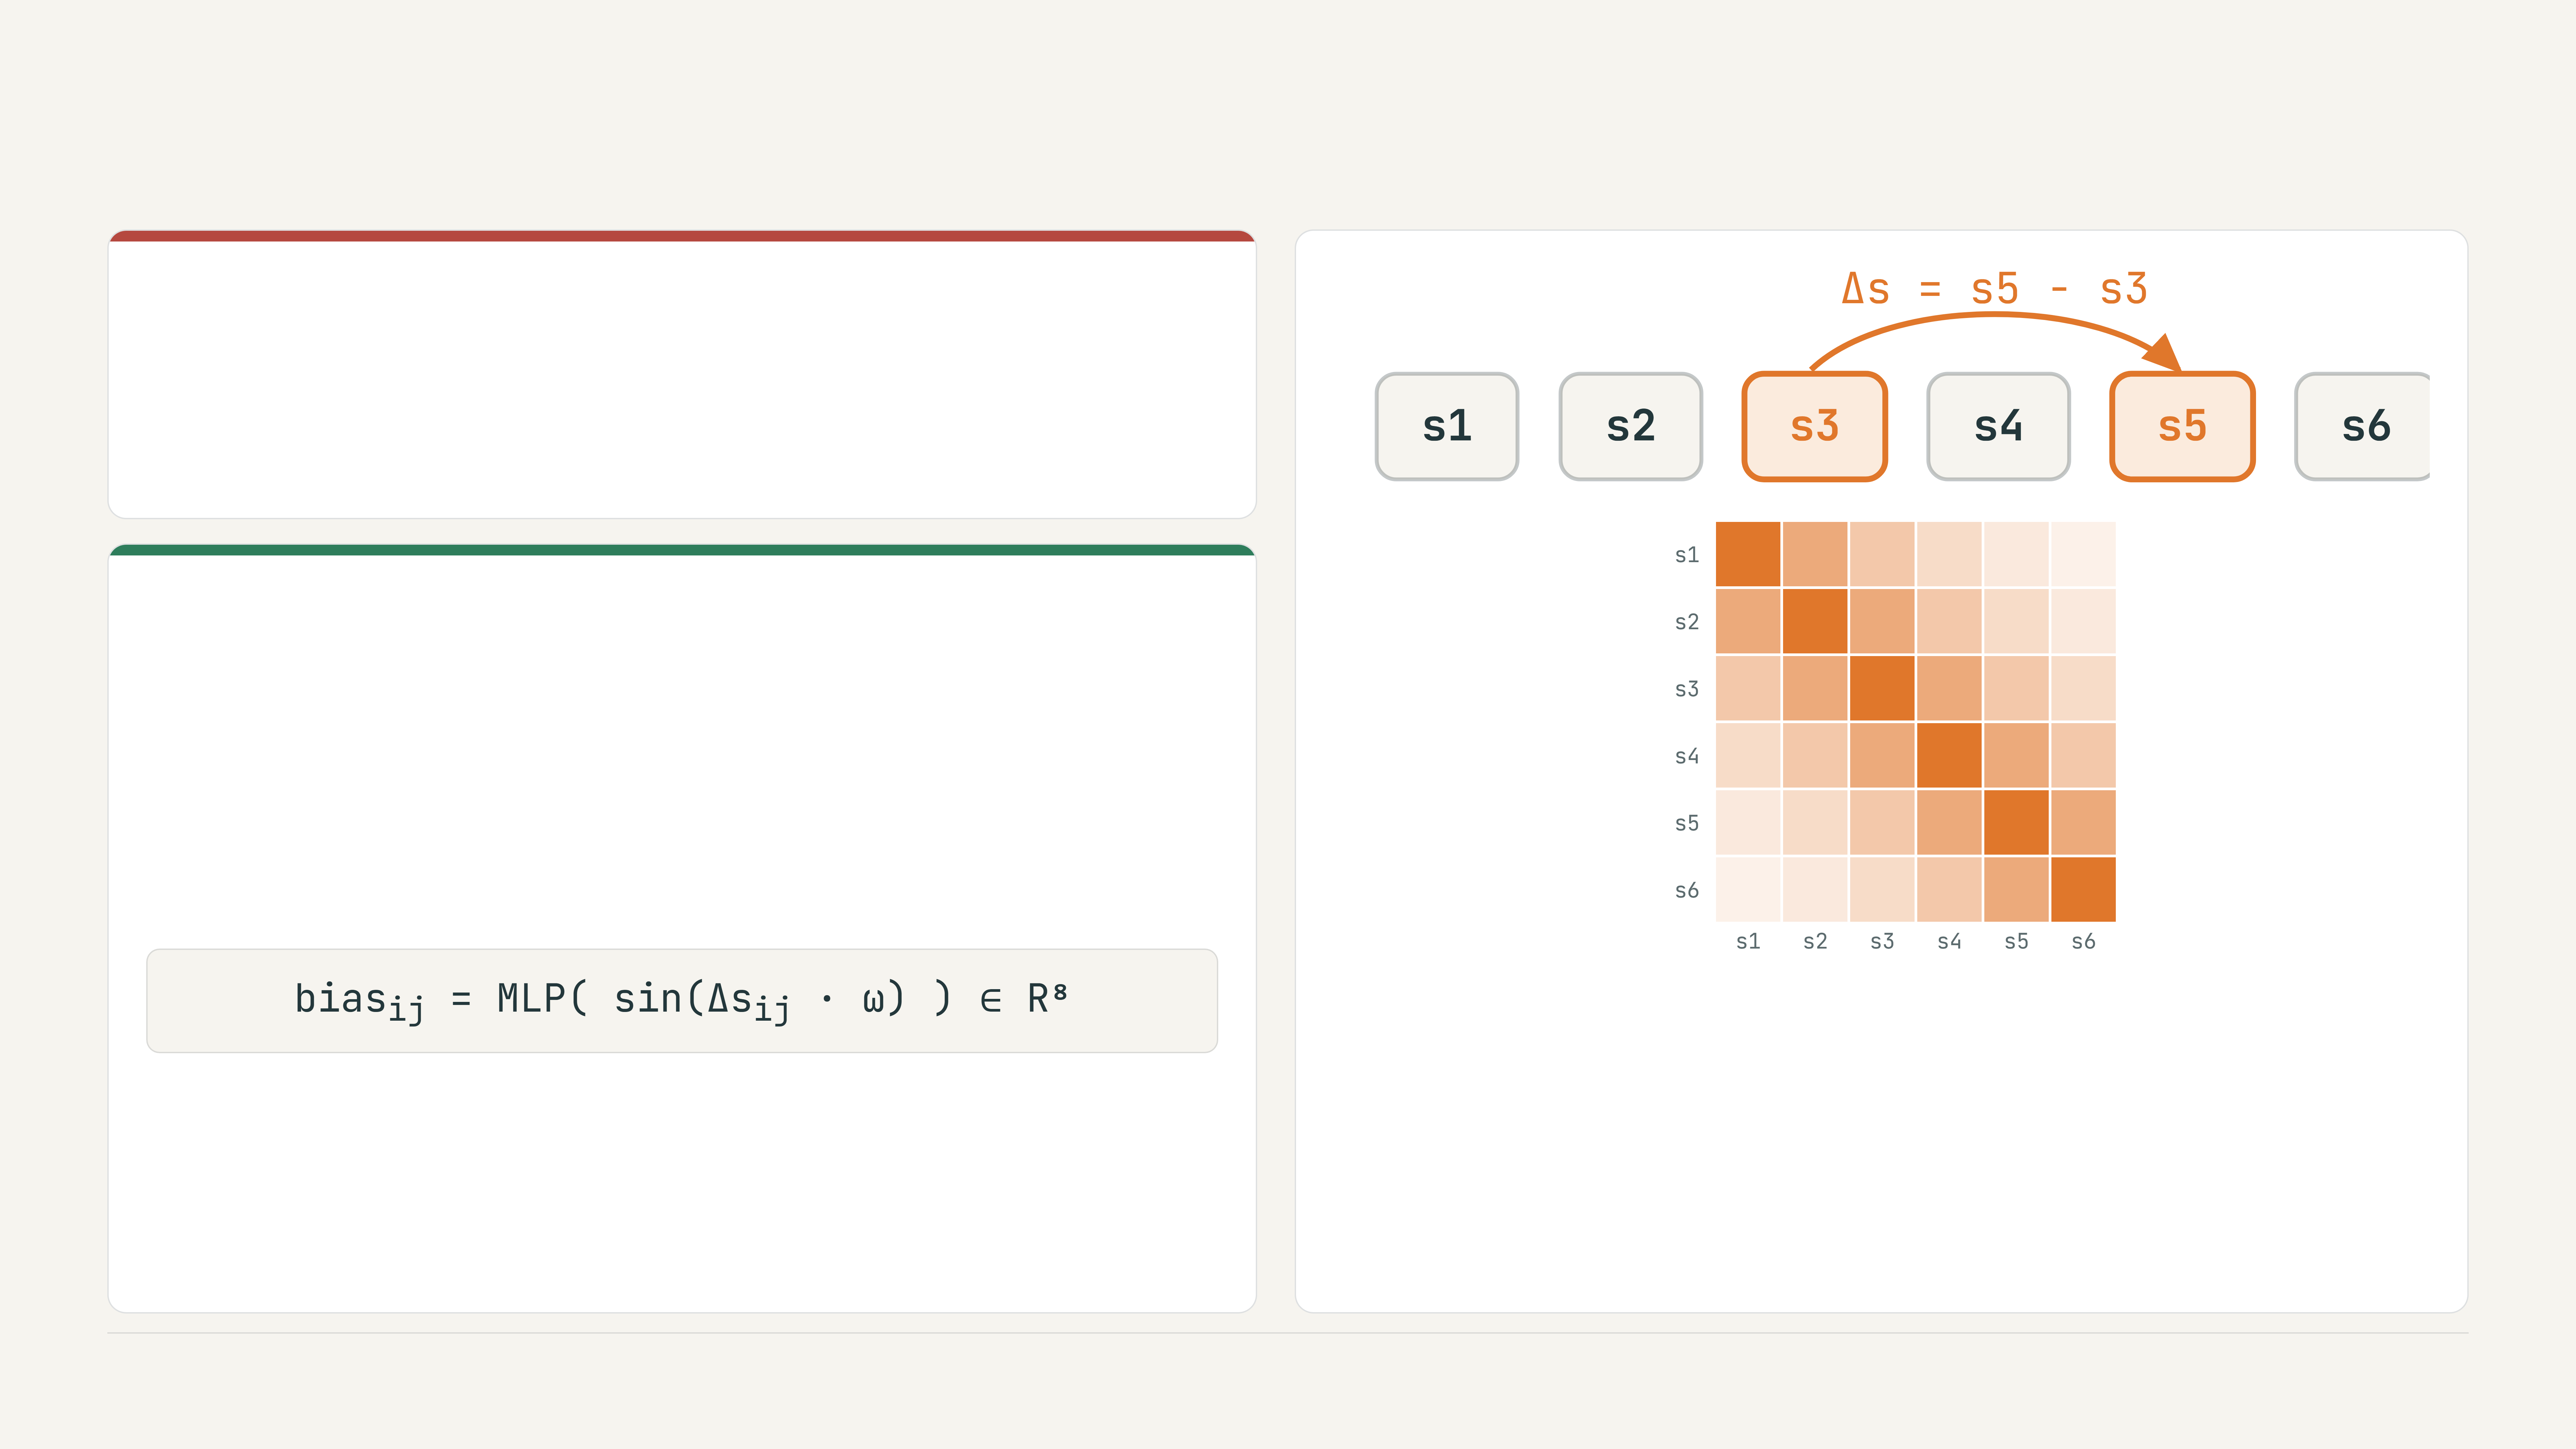 biasᵢⱼ = MLP( sin(Δsᵢⱼ · ω) ) ∈ R⁸
Δs = s5 - s3
s1 s2 s3 s4 s5 s6
s1
s2
s3
s4
s5
s6
s1 s2 s3 s4 s5 s6